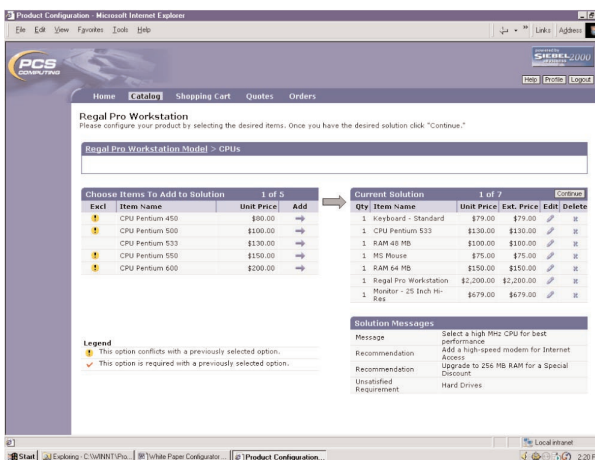 Product Configuration - Microsoft Internet Explorer
File Edit View Favorites Tools Help
Links Address
PCS
COMPUTING
powered by
SIEBEL 2000
Help Profile Logout
Home Catalog Shopping Cart Quotes Orders
Regal Pro Workstation
Please configure your product by selecting the desired items. Once you have the desired solution click "Continue."
Regal Pro Workstation Model > CPUs
Choose Items To Add to Solution 1 of 5
Excl Item Name Unit Price Add
CPU Pentium 450 $80.00
CPU Pentium 500 $100.00
CPU Pentium 533 $130.00
CPU Pentium 550 $150.00
CPU Pentium 600 $200.00
Legend
This option conflicts with a previously selected option.
This option is required with a previously selected option.
Current Solution 1 of 7 Continue
Qty Item Name Unit Price Ext. Price Edit Delete
1 Keyboard - Standard $79.00 $79.00
1 CPU Pentium 533 $130.00 $130.00
1 RAM 48 MB $100.00 $100.00
1 MS Mouse $75.00 $75.00
1 RAM 64 MB $150.00 $150.00
1 Regal Pro Workstation $2,200.00 $2,200.00
1 Monitor - 25 Inch Hi-
Res $679.00 $679.00
Solution Messages
Message Select a high MHz CPU for best
performance
Recommendation Add a high-speed modem for Internet
Access
Recommendation Upgrade to 256 MB RAM for a Special
Discount
Unsatisfied
Requirement Hard Drives
Local intranet
Start Exploring - C:\WINNT\Pro... White Paper Configurator ... Product Configuration... 2:20 P